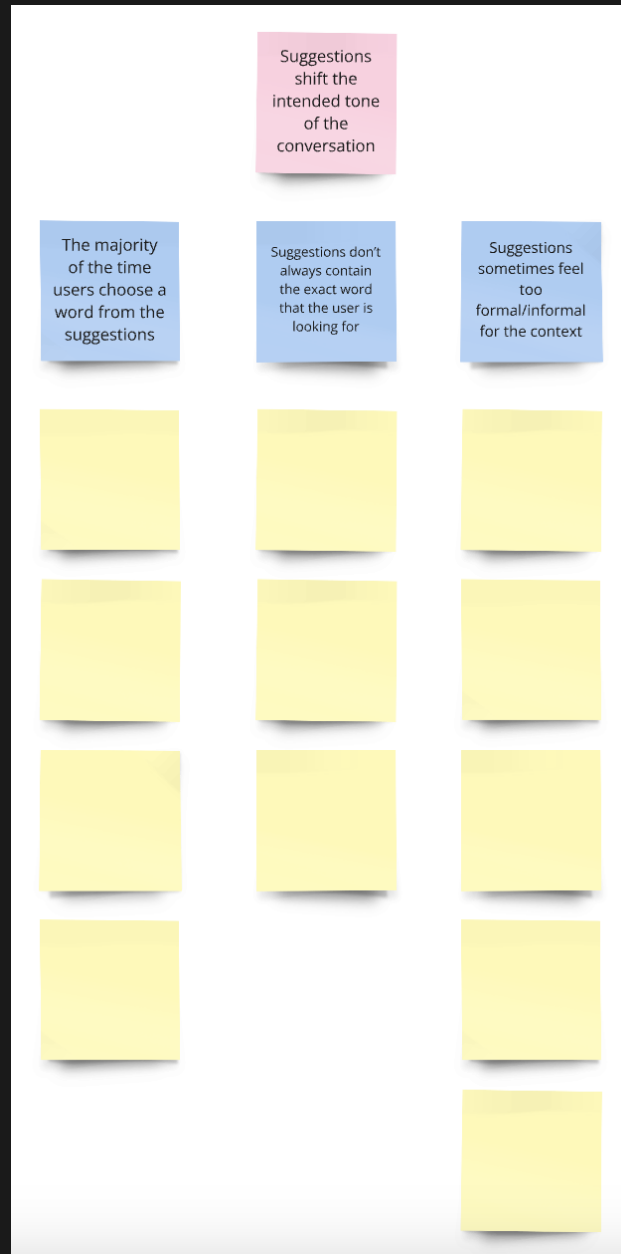 Suggestions
shift the
intended tone
of the
conversation
The majority
of the time
users choose a
word from the
suggestions
Suggestions don't
always contain
the exact word
that the user is
looking for
Suggestions
sometimes feel
too
formal/informal
for the context